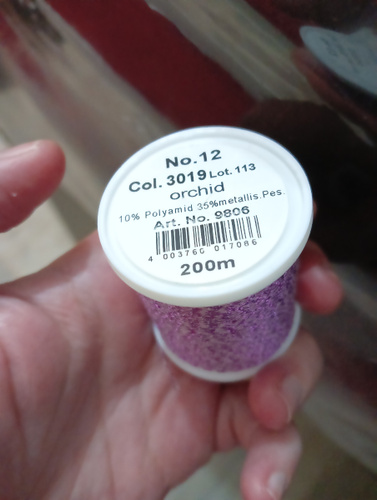 No.12
Col. 3019 Lot. 113
orchid
10% Polyamid 35%metallis.Pes.
Art. No. 9806
4 003760 017086
200m